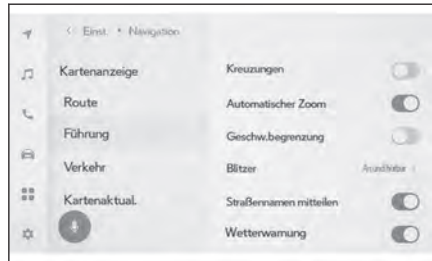 Einst. • Navigation
Kartenanzeige
Route
Führung
Verkehr
Kartenaktual.
Kreuzungen
Automatischer Zoom
Geschw.begrenzung
Blitzer
Straßennamen mitteilen
Wetterwarnung